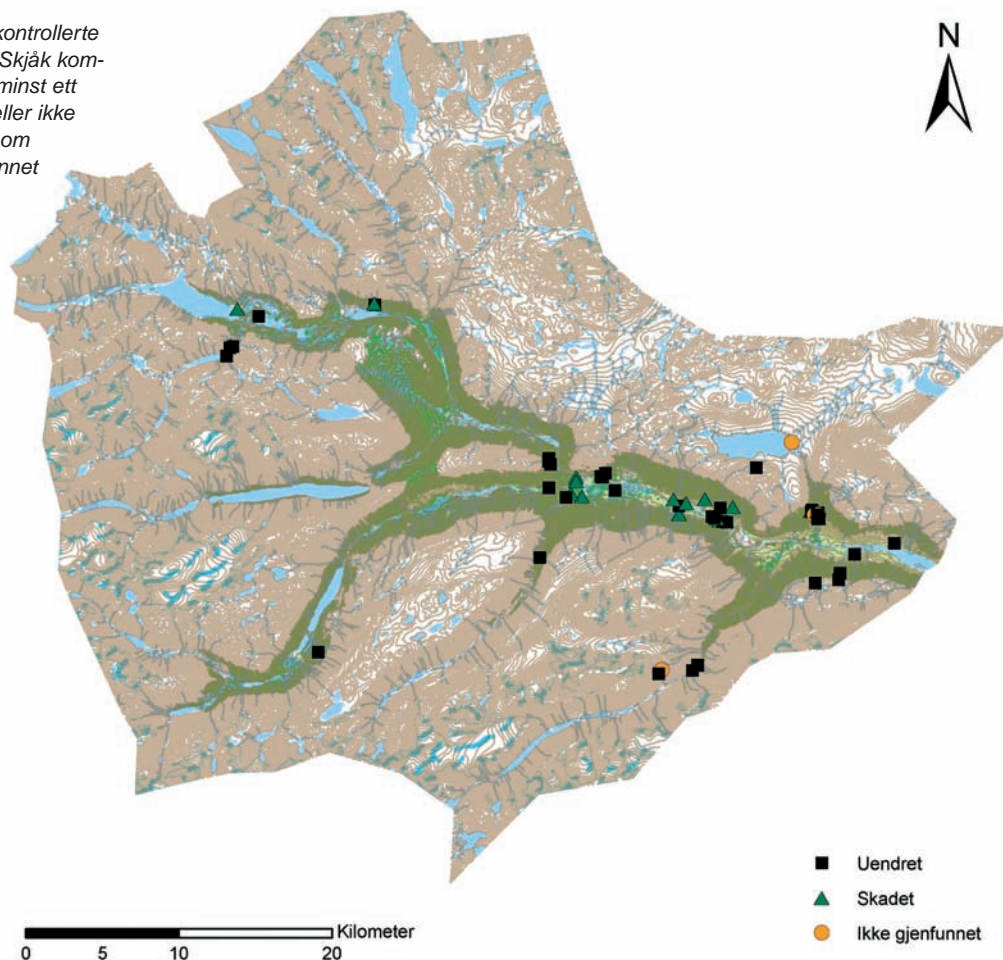 kontrollerte
Skjåk kom-
minst ett
eller ikke
om
nnet
N
Uendret
Skadet
Ikke gjenfunnet
Kilometer
0 5 10 20